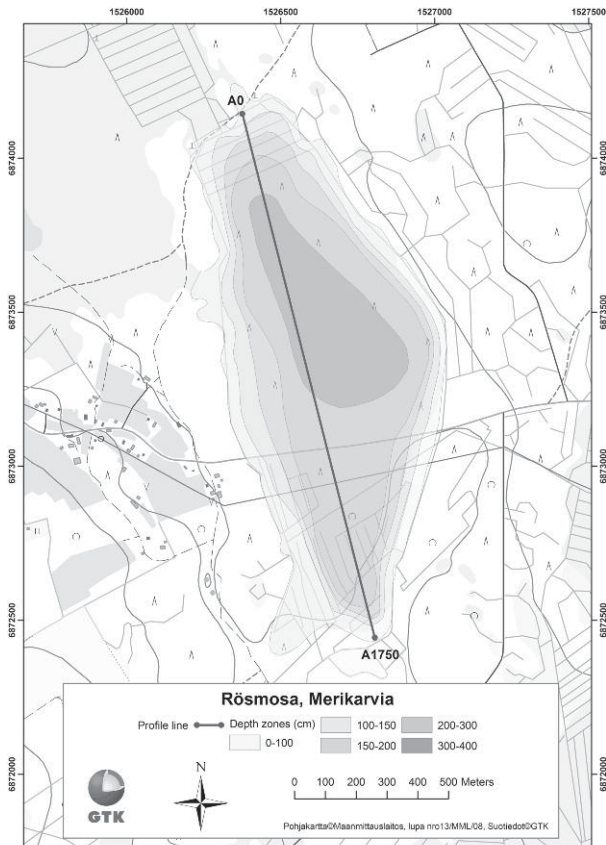 1526000 1526500 1527000 1527500
A0
6874000 6874000
6873500 6873500
6873000 6873000
6872500 6872500
A1750
6872000 6872000
Rösmosa, Merikarvia
Profile line Depth zones (cm)
0-100
100-150
150-200
200-300
300-400
N
0 100 200 300 400 500 Meters
GTK
Pohjakartta©Maanmittauslaitos, lupa nro13/MML/08, Suotiedot©GTK